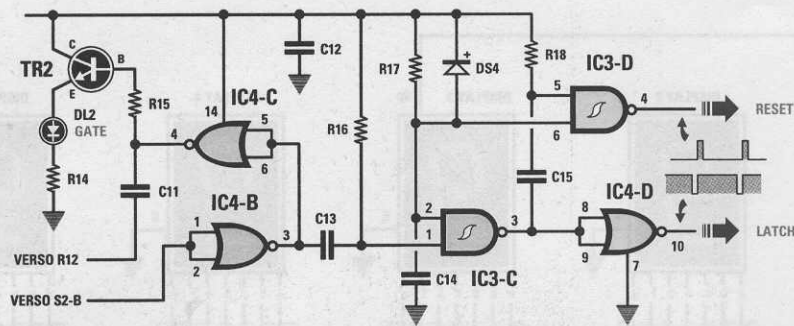 C
B
TR2
E
DL2
GATE
R14
R15
4
C11
14
IC4-C
5
6
C12
R16
R17
DS4
+
R18
IC3-D
5
6
4
RESET
C15
IC4-B
1
2
3
C13
2
1
3
IC3-C
C14
IC4-D
8
9
10
7
LATCH
VERSO R12
VERSO S2-B